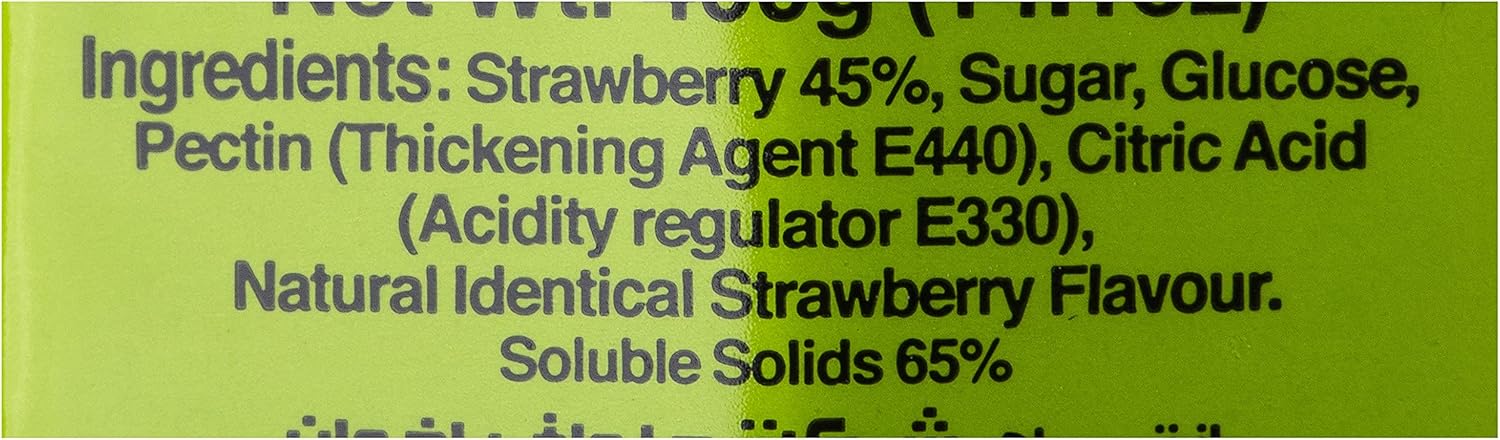 Ingredients: Strawberry 45%, Sugar, Glucose,
Pectin (Thickening Agent E440), Citric Acid
(Acidity regulator E330),
Natural Identical Strawberry Flavour.
Soluble Solids 65%